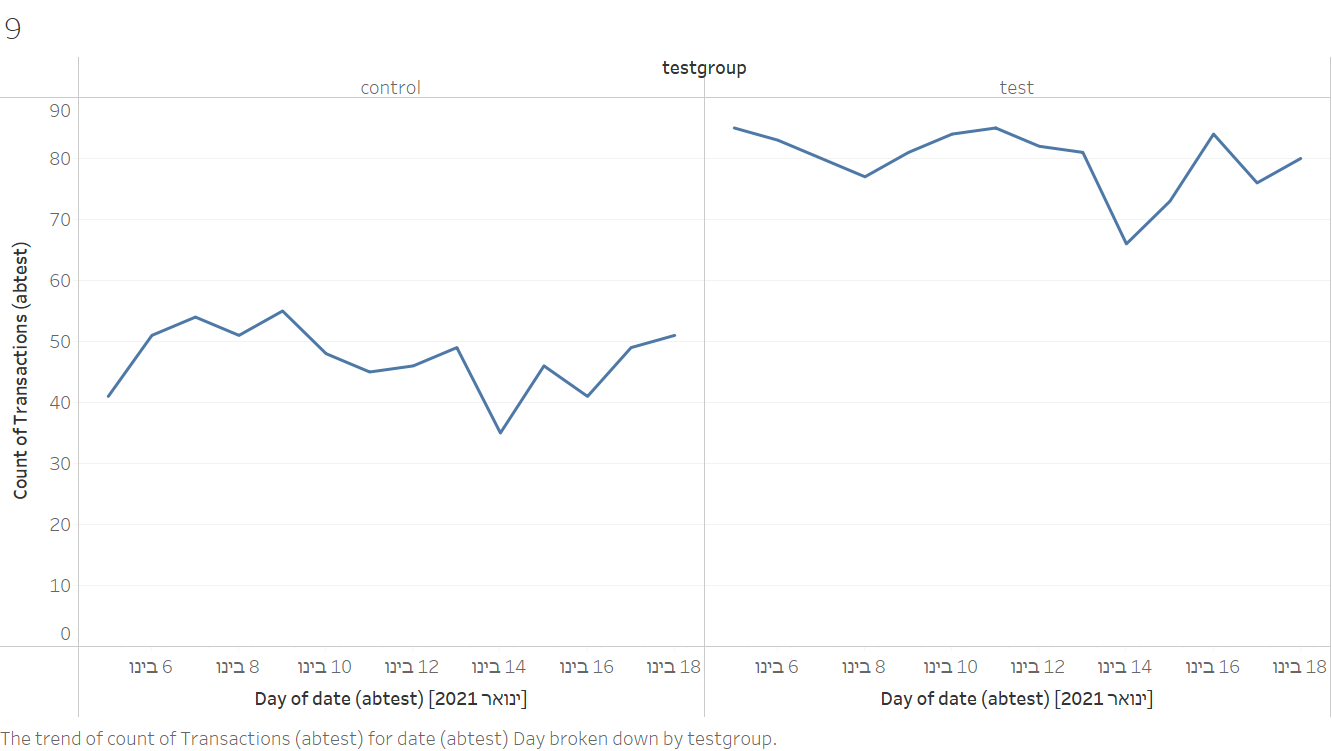 9
testgroup
control
test
90
80
70
60
50
40
30
20
10
0
Count of Transactions (abtest)
6 בינו
8 בינו
10 בינו
12 בינו
14 בינו
16 בינו
18 בינו
6 בינו
8 בינו
10 בינו
12 בינו
14 בינו
16 בינו
18 בינו
Day of date (abtest) [ינואר 2021]
Day of date (abtest) [ינואר 2021]
The trend of count of Transactions (abtest) for date (abtest) Day broken down by testgroup.